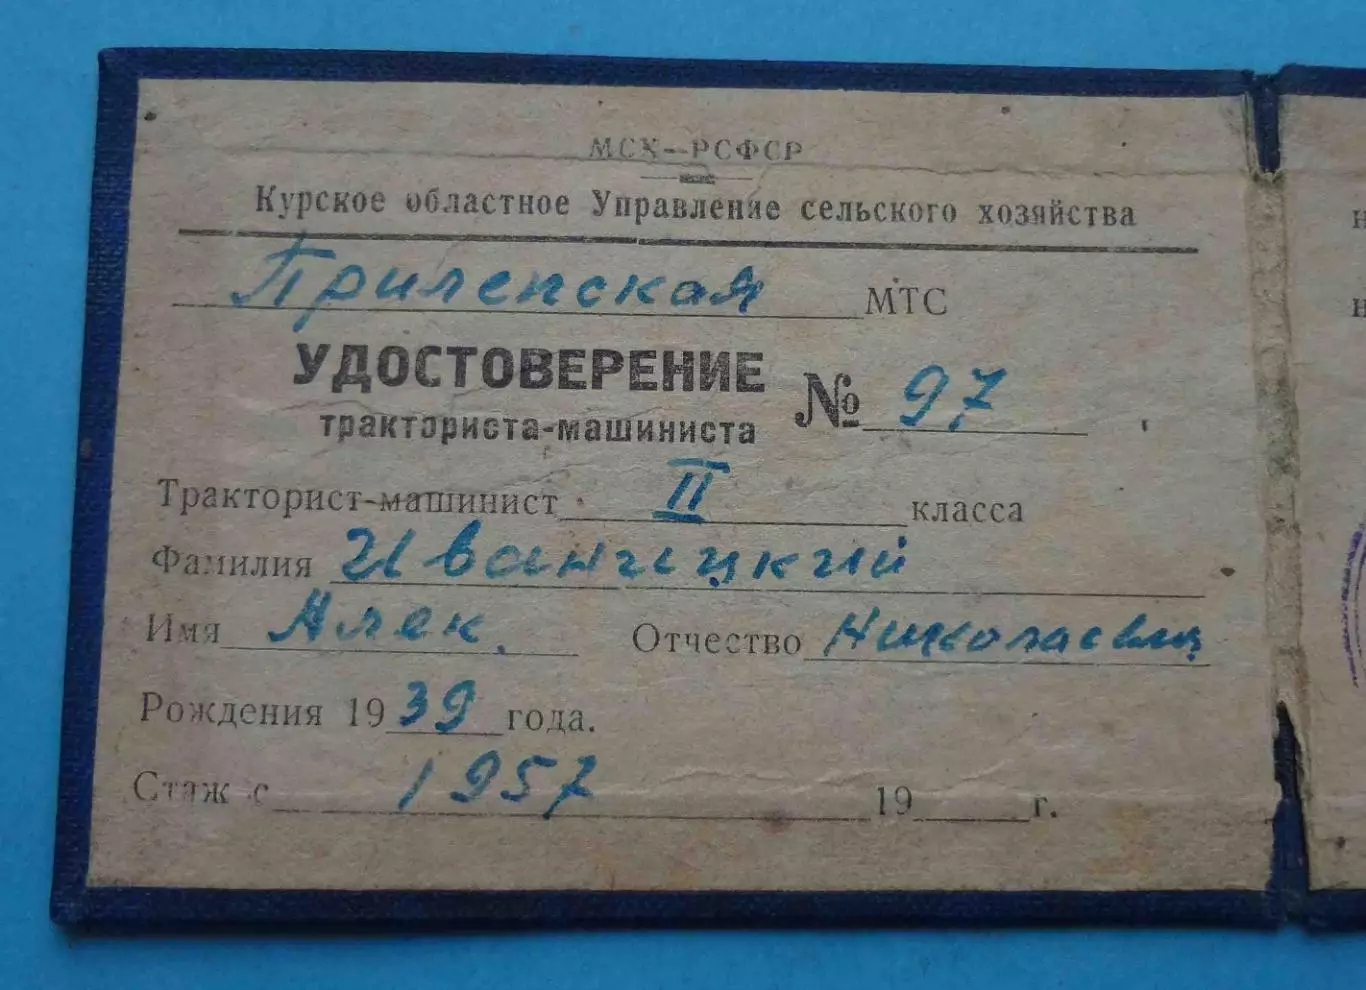 МСХ—РСФСР
Курское областное Управление сельского хозяйства
Прилепская МТС
УДОСТОВЕРЕНИЕ
тракториста-машиниста
№ 97
Тракторист-машинист II класса
Фамилия Иваницкий
Имя Алек. Отчество Николаевич
Рождения 1939 года.
Стаж с 1957 19 г.
н
н